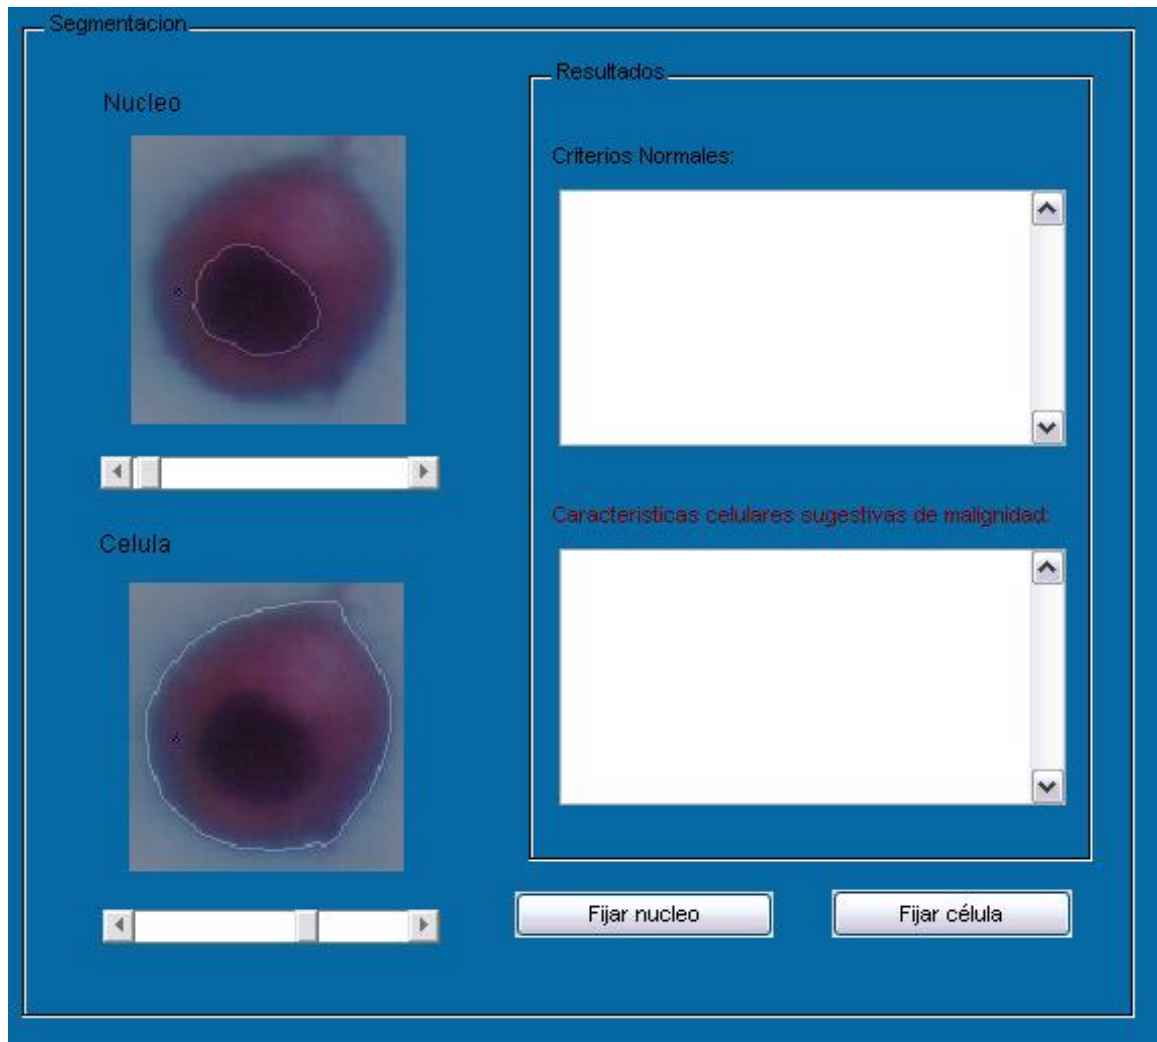 Segmentacion
Nucleo
Celula
Resultados
Criterios Normales:
Caracteristicas celulares sugestivas de malignidad:
Fijar nucleo
Fijar célula